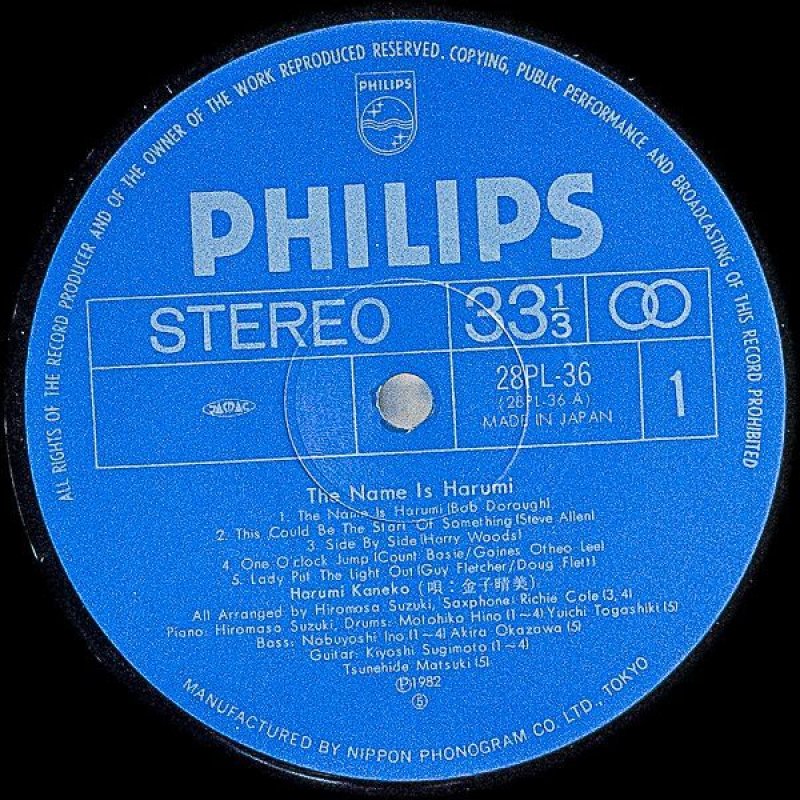 ALL RIGHTS OF THE RECORD PRODUCER AND OF THE OWNER OF THE WORK REPRODUCED RESERVED. COPYING, PUBLIC PERFORMANCE AND BROADCASTING OF THIS RECORD PROHIBITED
PHILIPS
PHILIPS
STEREO
33 1/3
28PL-36
(28PL-36 A)
MADE IN JAPAN
1
JASRAC
The Name Is Harumi
1. The Name Is Harumi (Bob Dorough)
2. This Could Be The Start Of Something (Steve Allen)
3. Side By Side (Harry Woods)
4. One O'clock Jump (Count Basie/Gaines Otheo Lee)
5. Lady Put The Light Out (Guy Fletcher/Doug Flett)
Harumi Kaneko (唄:金子晴美)
All Arranged by Hiromasa Suzuki, Saxphone: Richie Cole (3, 4)
Piano: Hiromasa Suzuki, Drums: Motohiko Hino (1~4) Yuichi Togashiki (5)
Bass: Nobuyoshi Ino (1~4) Akira Okazawa (5)
Guitar: Kiyoshi Sugimoto (1~4)
Tsunehide Matsuki (5)
Ⓟ1982
MANUFACTURED BY NIPPON PHONOGRAM CO. LTD., TOKYO